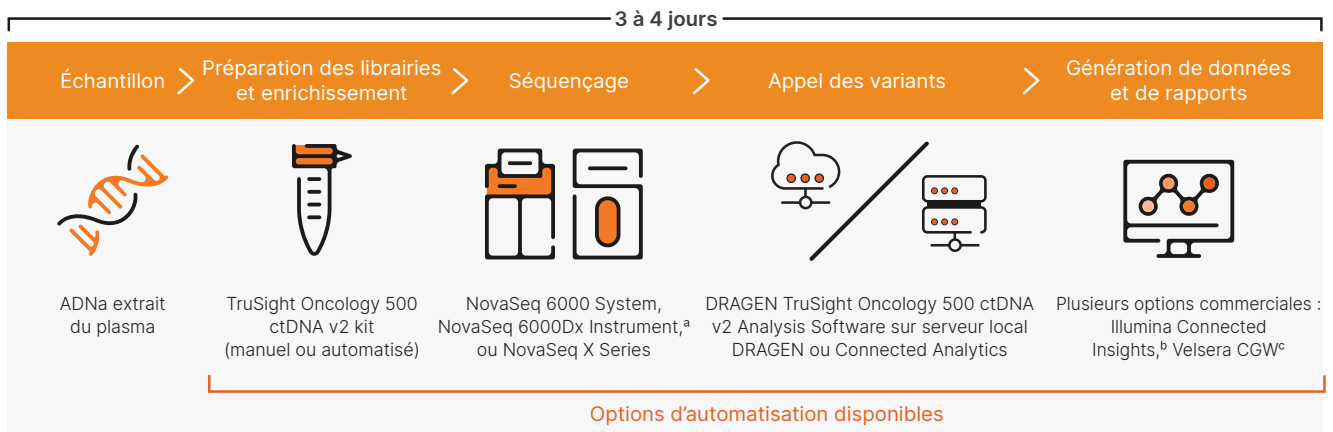 3 à 4 jours
Échantillon
Préparation des librairies
et enrichissement
Séquençage
Appel des variants
Génération de données
et de rapports
ADNa extrait
du plasma
TruSight Oncology 500
ctDNA v2 kit
(manuel ou automatisé)
NovaSeq 6000 System,
NovaSeq 6000Dx Instrument,ᵃ
ou NovaSeq X Series
DRAGEN TruSight Oncology 500 ctDNA
v2 Analysis Software sur serveur local
DRAGEN ou Connected Analytics
Plusieurs options commerciales :
Illumina Connected
Insights,ᵇ Velsera CGWᶜ
Options d’automatisation disponibles